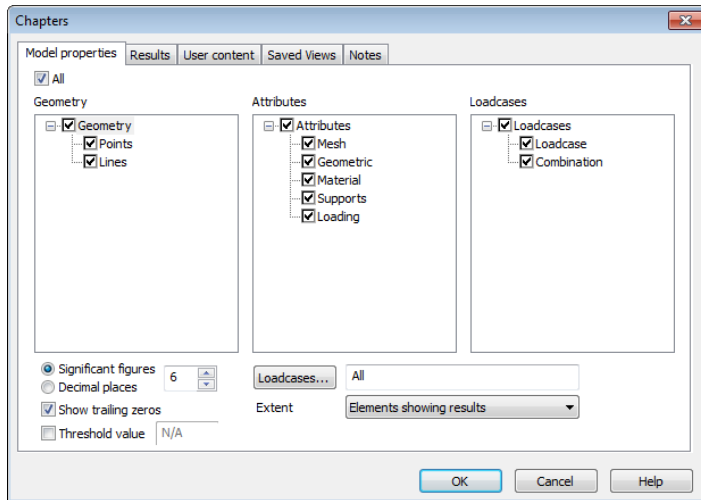 Chapters
Model properties Results User content Saved Views Notes
All
Geometry Attributes Loadcases
Geometry Attributes Loadcases
Points Mesh Loadcase
Lines Geometric Combination
Material
Supports
Loading
Significant figures 6 Loadcases... All
Decimal places
Show trailing zeros Extent Elements showing results
Threshold value N/A
OK Cancel Help